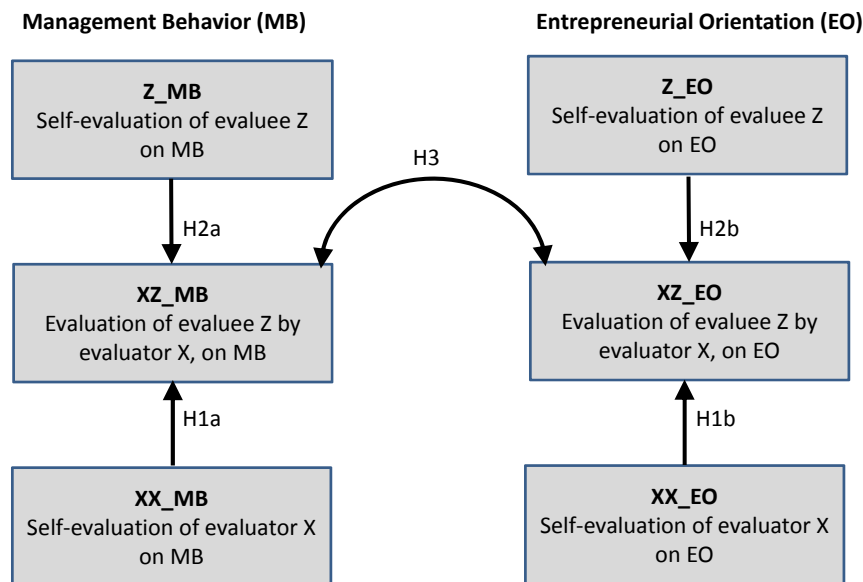 Management Behavior (MB)
Entrepreneurial Orientation (EO)
Z_MB
Self-evaluation of evaluee Z
on MB
Z_EO
Self-evaluation of evaluee Z
on EO
H3
H2a
H2b
XZ_MB
Evaluation of evaluee Z by
evaluator X, on MB
XZ_EO
Evaluation of evaluee Z by
evaluator X, on EO
H1a
H1b
XX_MB
Self-evaluation of evaluator X
on MB
XX_EO
Self-evaluation of evaluator X
on EO